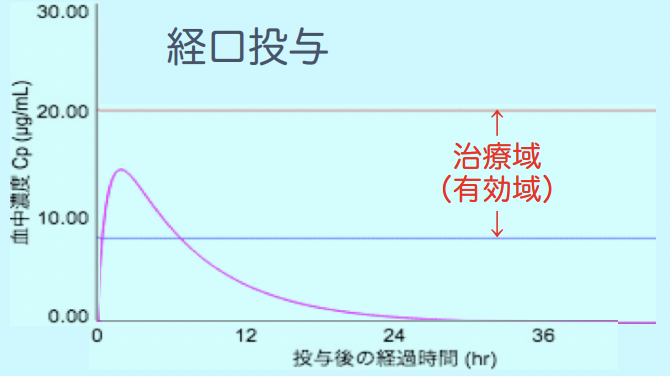 経口投与
30.00
20.00
10.00
0.00
血中濃度 Cp (μg/mL)
↑
治療域
（有効域）
↓
0
12
24
36
投与後の経過時間 (hr)